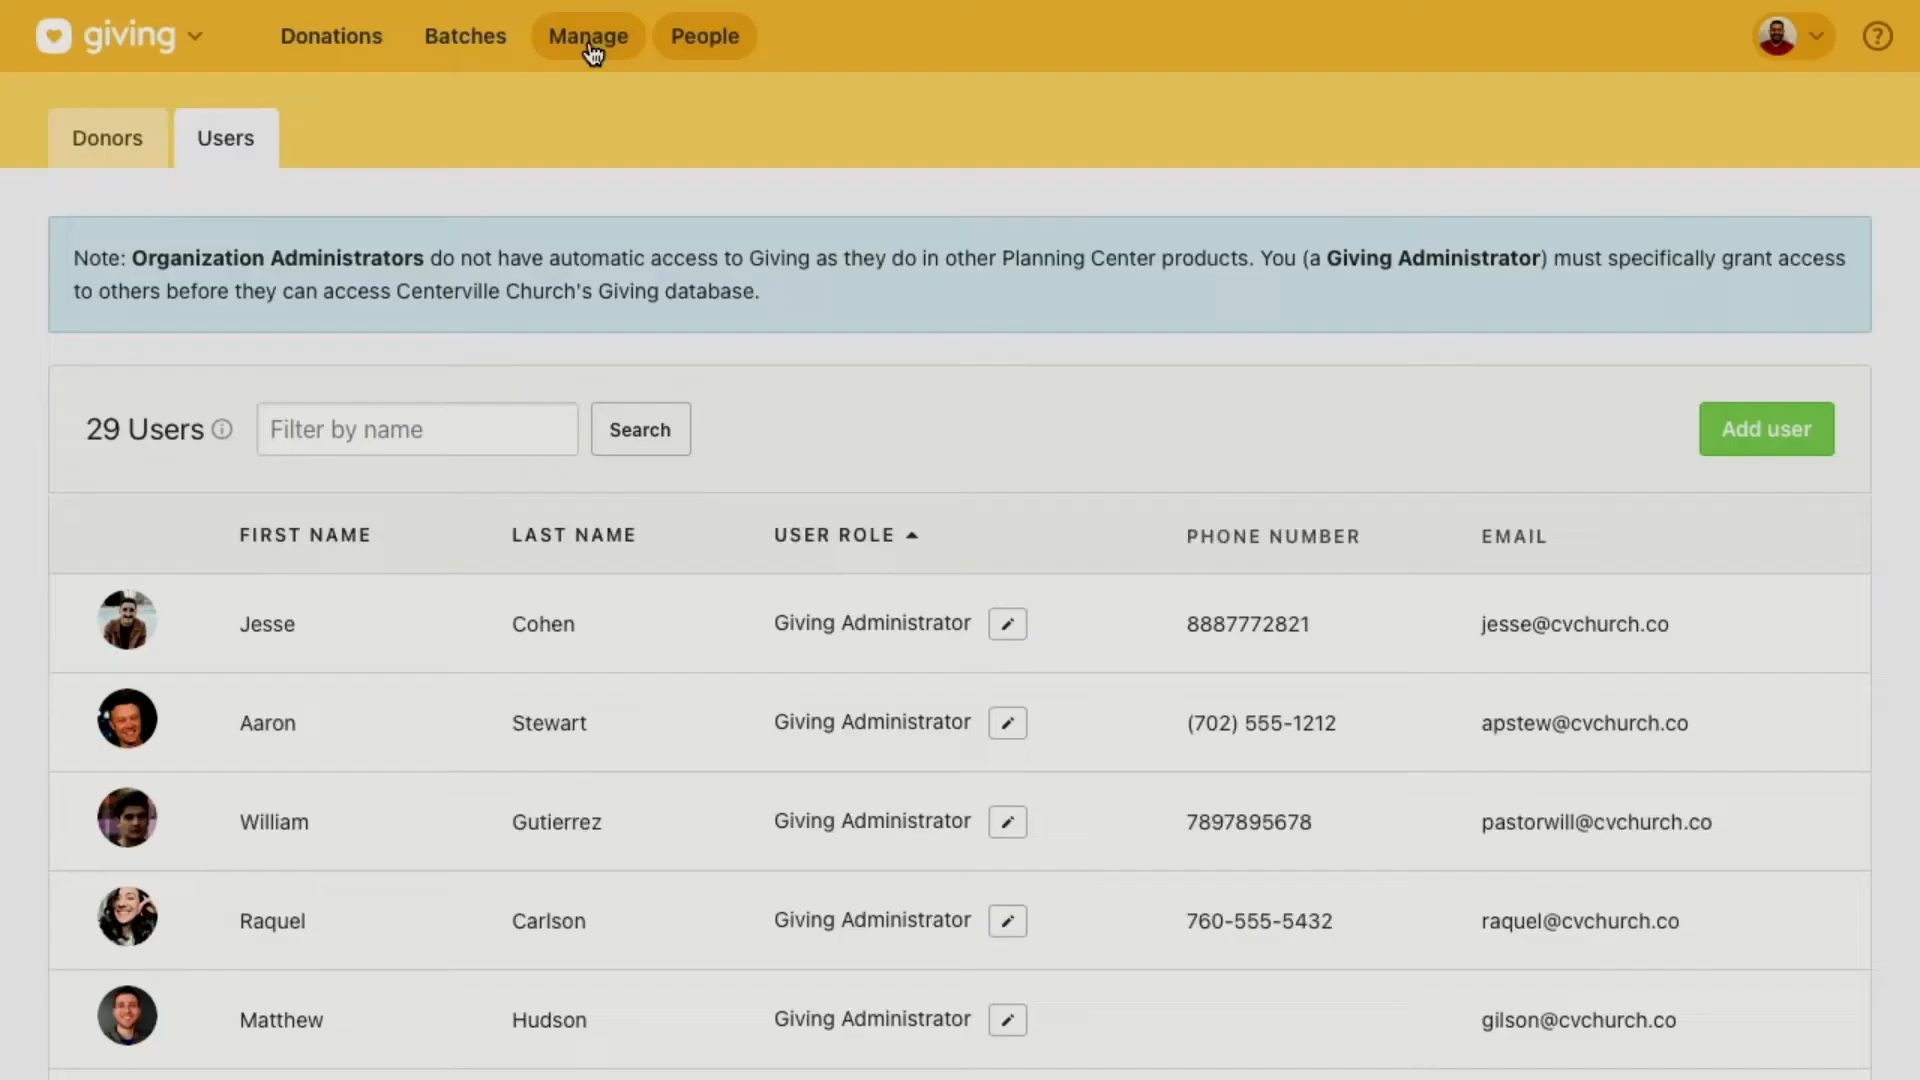 giving
Donations
Batches
Manage
People
Donors
Users
Note: Organization Administrators do not have automatic access to Giving as they do in other Planning Center products. You (a Giving Administrator) must specifically grant access
to others before they can access Centerville Church's Giving database.
29 Users
Filter by name
Search
Add user
FIRST NAME LAST NAME USER ROLE PHONE NUMBER EMAIL
Jesse Cohen Giving Administrator 8887772821 jesse@cvchurch.co
Aaron Stewart Giving Administrator (702) 555-1212 apstew@cvchurch.co
William Gutierrez Giving Administrator 7897895678 pastorwill@cvchurch.co
Raquel Carlson Giving Administrator 760-555-5432 raquel@cvchurch.co
Matthew Hudson Giving Administrator gilson@cvchurch.co